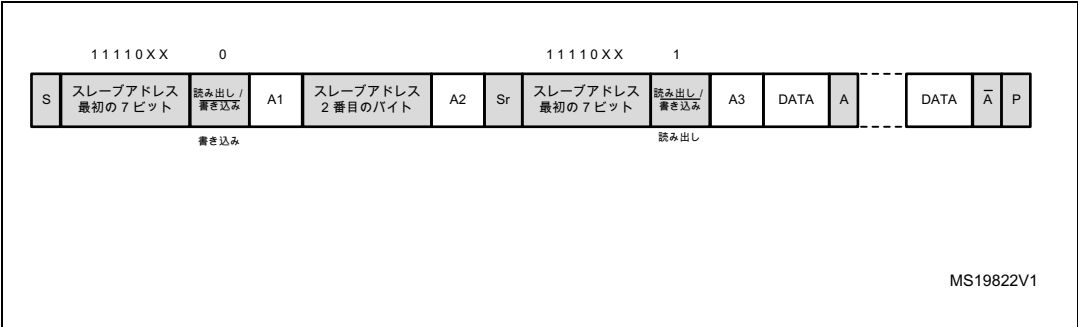 11110XX 0 11110XX 1
S スレーブアドレス 最初の7ビット 読み出し / 書き込み A1 スレーブアドレス 2番目のバイト A2 Sr スレーブアドレス 最初の7ビット 読み出し / 書き込み A3 DATA A DATA A P
書き込み 読み出し
MS19822V1